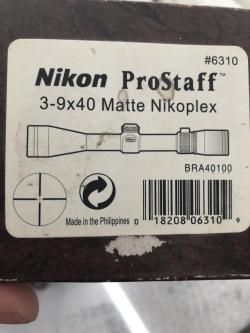 #6310
Nikon ProStaff™
3-9x40 Matte Nikoplex
BRA40100
Made in the Philippines
0 18208 06310 9